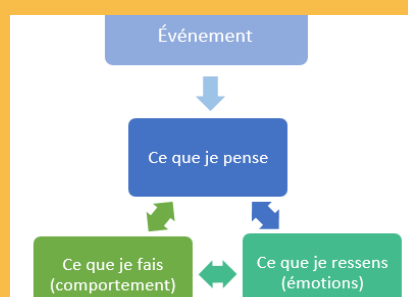 Événement
Ce que je pense
Ce que je fais
(comportement)
Ce que je ressens
(émotions)